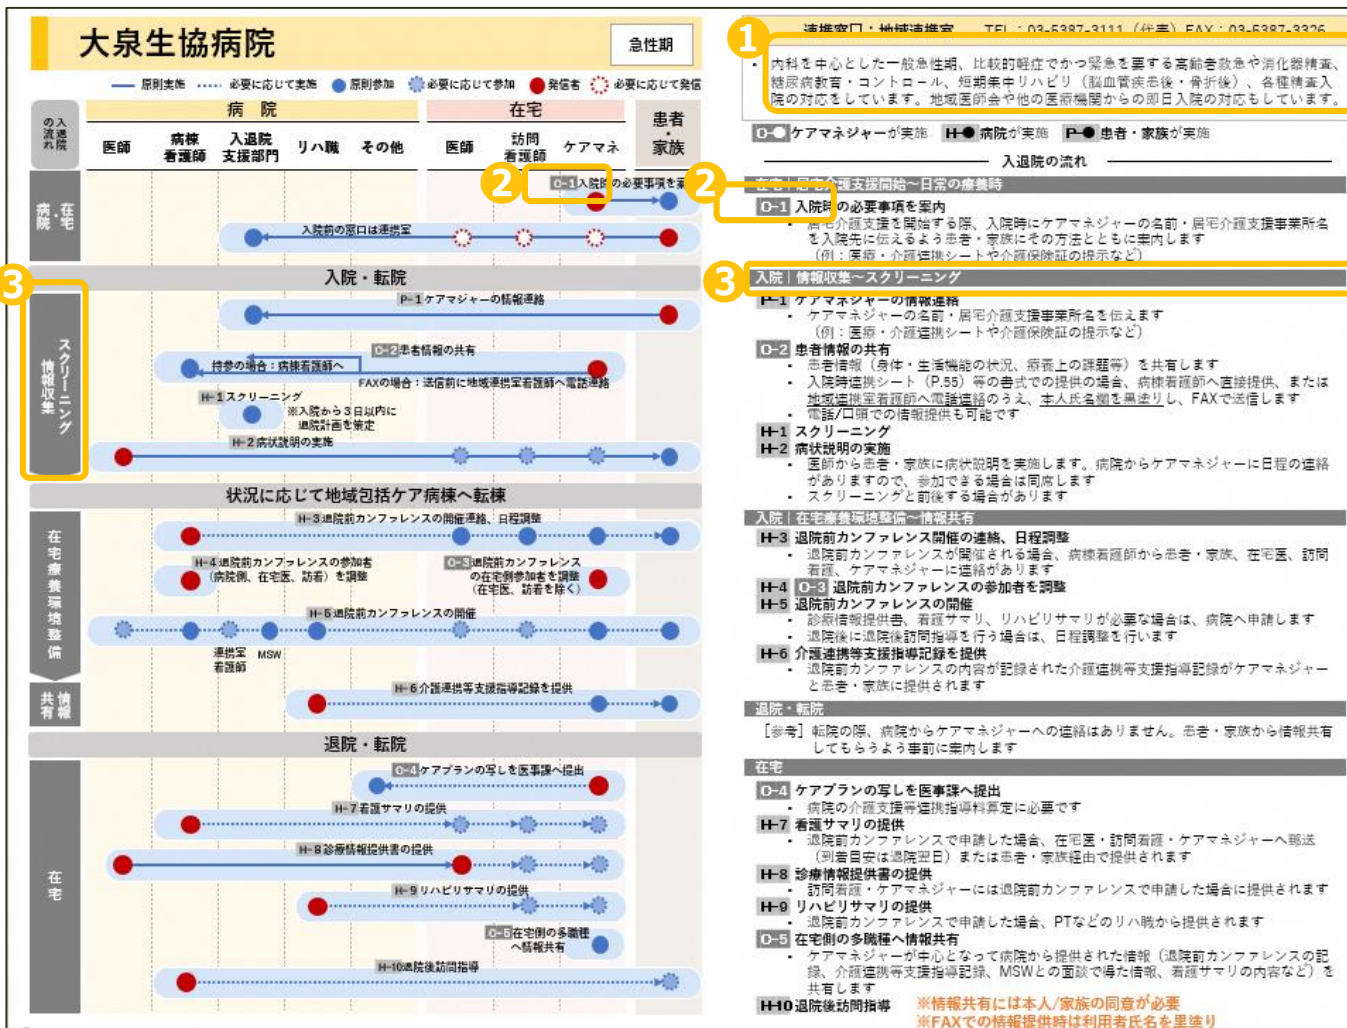 大泉生協病院
急性期
原則実施 必要に応じて実施 原則参加 必要に応じて参加 発信者 必要に応じて発信
入退院の流れ
病 院
在宅
患者・家族
医師
病棟看護師
入退院支援部門
リハ職
その他
医師
訪問看護師
ケアマネ
在宅・病院
2
O-1入院時の必要事項を案
入院前の窓口は連携室
入院・転院
3
スクリーニング
情報収集
P-1ケアマジャーの情報連絡
O-2患者情報の共有
持参の場合：病棟看護師へ
FAXの場合：送信前に地域連携室看護師へ電話連絡
H-1スクリーニング
※入院から３日以内に
退院計画を策定
H-2病状説明の実施
状況に応じて地域包括ケア病棟へ転棟
在宅療養環境整備
H-3退院前カンファレンスの開催連絡、日程調整
H-4退院前カンファレンスの参加者
（病院側、在宅医、訪看）を調整
O-3退院前カンファレンス
の在宅側参加者を調整
（在宅医、訪看を除く）
H-5退院前カンファレンスの開催
連携室
看護師
MSW
情報共有
H-6介護連携等支援指導記録を提供
退院・転院
在宅
O-4ケアプランの写しを医事課へ提出
H-7看護サマリの提供
H-8診療情報提供書の提供
H-9リハビリサマリの提供
O-5在宅側の多職種
へ情報共有
H-10退院後訪問指導
連携窓口：地域連携室 TEL：03-5387-3111（代表）FAX：03-5387-3326
1
・ 内科を中心とした一般急性期、比較的軽症でかつ緊急を要する高齢者救急や消化器精査、
糖尿病教育・コントロール、短期集中リハビリ（脳血管疾患後・骨折後）、各種精査入
院の対応をしています。地域医師会や他の医療機関からの即日入院の対応もしています。
O-●ケアマネジャーが実施 H-●病院が実施 P-●患者・家族が実施
入退院の流れ
在宅｜居宅介護支援開始～日常の療養時
2
O-1 入院時の必要事項を案内
・ 居宅介護支援を開始する際、入院時にケアマネジャーの名前・居宅介護支援事業所名
を入院先に伝えるよう患者・家族にその方法とともに案内します
（例：医療・介護連携シートや介護保険証の提示など）
3
入院｜情報収集～スクリーニング
P-1 ケアマネジャーの情報連絡
・ ケアマネジャーの名前・居宅介護支援事業所名を伝えます
（例：医療・介護連携シートや介護保険証の提示など）
O-2 患者情報の共有
・ 患者情報（身体・生活機能の状況、療養上の課題等）を共有します
・ 入院時連携シート（P.55）等の書式での提供の場合、病棟看護師へ直接提供、または
地域連携室看護師へ電話連絡のうえ、本人氏名欄を黒塗りし、FAXで送信します
・ 電話/口頭での情報提供も可能です
H-1 スクリーニング
H-2 病状説明の実施
・ 医師から患者・家族に病状説明を実施します。病院からケアマネジャーに日程の連絡
がありますので、参加できる場合は同席します
・ スクリーニングと前後する場合があります
入院｜在宅療養環境整備～情報共有
H-3 退院前カンファレンス開催の連絡、日程調整
・ 退院前カンファレンスが開催される場合、病棟看護師から患者・家族、在宅医、訪問
看護、ケアマネジャーに連絡があります
H-4 O-3 退院前カンファレンスの参加者を調整
H-5 退院前カンファレンスの開催
・ 診療情報提供書、看護サマリ、リハビリサマリが必要な場合は、病院へ申請します
・ 退院後に退院後訪問指導を行う場合は、日程調整を行います
H-6 介護連携等支援指導記録を提供
・ 退院前カンファレンスの内容が記録された介護連携等支援指導記録がケアマネジャー
と患者・家族に提供されます
退院・転院
［参考］転院の際、病院からケアマネジャーへの連絡はありません。患者・家族から情報共有
してもらうよう事前に案内します
在宅
O-4 ケアプランの写しを医事課へ提出
・ 病院の介護支援等連携指導料算定に必要です
H-7 看護サマリの提供
・ 退院前カンファレンスで申請した場合、在宅医・訪問看護・ケアマネジャーへ郵送
（到着目安は退院翌日）または患者・家族経由で提供されます
H-8 診療情報提供書の提供
・ 訪問看護・ケアマネジャーには退院前カンファレンスで申請した場合に提供されます
H-9 リハビリサマリの提供
・ 退院前カンファレンスで申請した場合、PTなどのリハ職から提供されます
O-5 在宅側の多職種へ情報共有
・ ケアマネジャーが中心となって病院から提供された情報（退院前カンファレンスの記
録、介護連携等支援指導記録、MSWとの面談で得た情報、看護サマリの内容など）を
共有します
H-10退院後訪問指導
※情報共有には本人/家族の同意が必要
※FAXでの情報提供時は利用者氏名を黒塗り